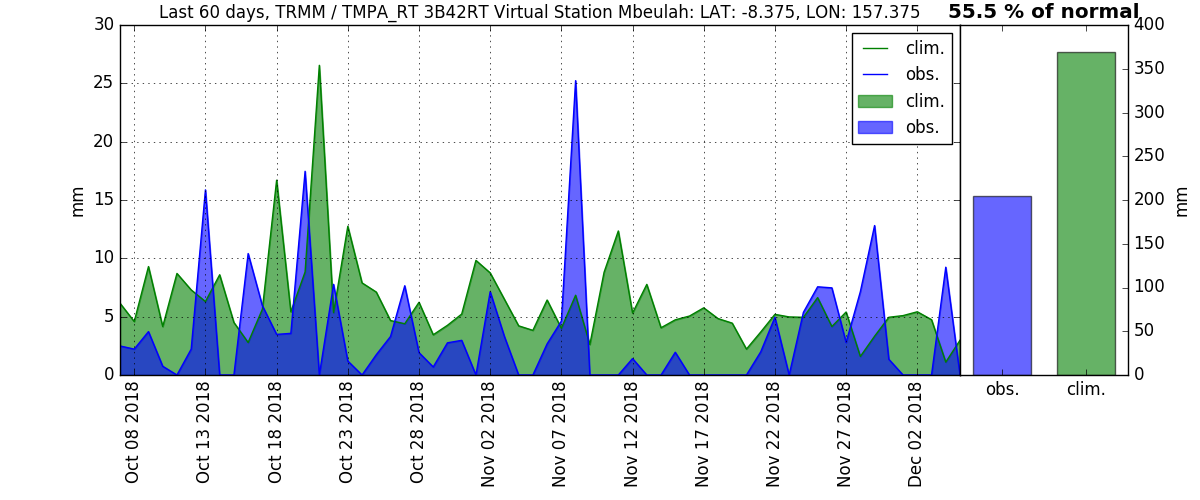 Last 60 days, TRMM / TMPA_RT 3B42RT Virtual Station Mbeulah: LAT: -8.375, LON: 157.375
55.5 % of normal
30
25
20
15
10
5
0
mm
clim.
obs.
clim.
obs.
400
350
300
250
200
150
100
50
0
mm
Oct 08 2018
Oct 13 2018
Oct 18 2018
Oct 23 2018
Oct 28 2018
Nov 02 2018
Nov 07 2018
Nov 12 2018
Nov 17 2018
Nov 22 2018
Nov 27 2018
Dec 02 2018
obs.
clim.